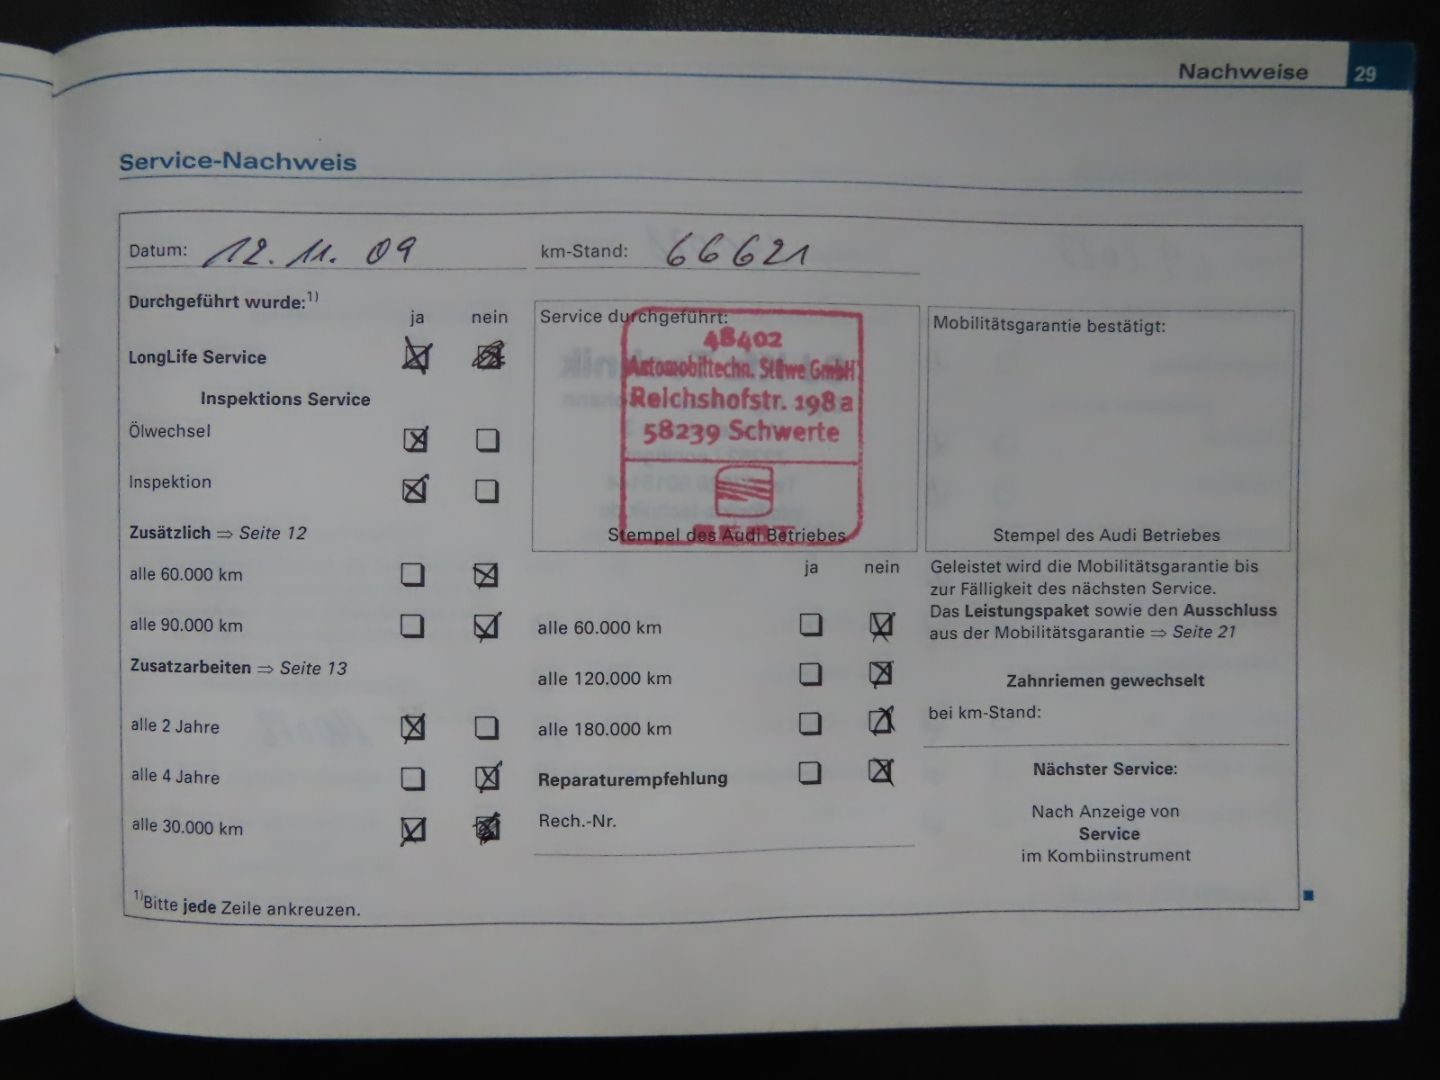 Nachweise 29
Service-Nachweis
Datum: 12.11.09 km-Stand: 66621
Durchgeführt wurde:1)
ja nein
LongLife Service
Inspektions Service
Ölwechsel
Inspektion
Zusätzlich ⇒ Seite 12
alle 60.000 km
alle 90.000 km
Zusatzarbeiten ⇒ Seite 13
alle 2 Jahre
alle 4 Jahre
alle 30.000 km
1)Bitte jede Zeile ankreuzen.
Service durchgeführt:
48402
Automobiltechn. Stüwe GmbH
Reichshofstr. 198 a
58239 Schwerte
SEAT
Stempel des Audi Betriebes
ja nein
alle 60.000 km
alle 120.000 km
alle 180.000 km
Reparaturempfehlung
Rech.-Nr.
Mobilitätsgarantie bestätigt:
Stempel des Audi Betriebes
Geleistet wird die Mobilitätsgarantie bis
zur Fälligkeit des nächsten Service.
Das Leistungspaket sowie den Ausschluss
aus der Mobilitätsgarantie ⇒ Seite 21
Zahnriemen gewechselt
bei km-Stand:
Nächster Service:
Nach Anzeige von
Service
im Kombiinstrument